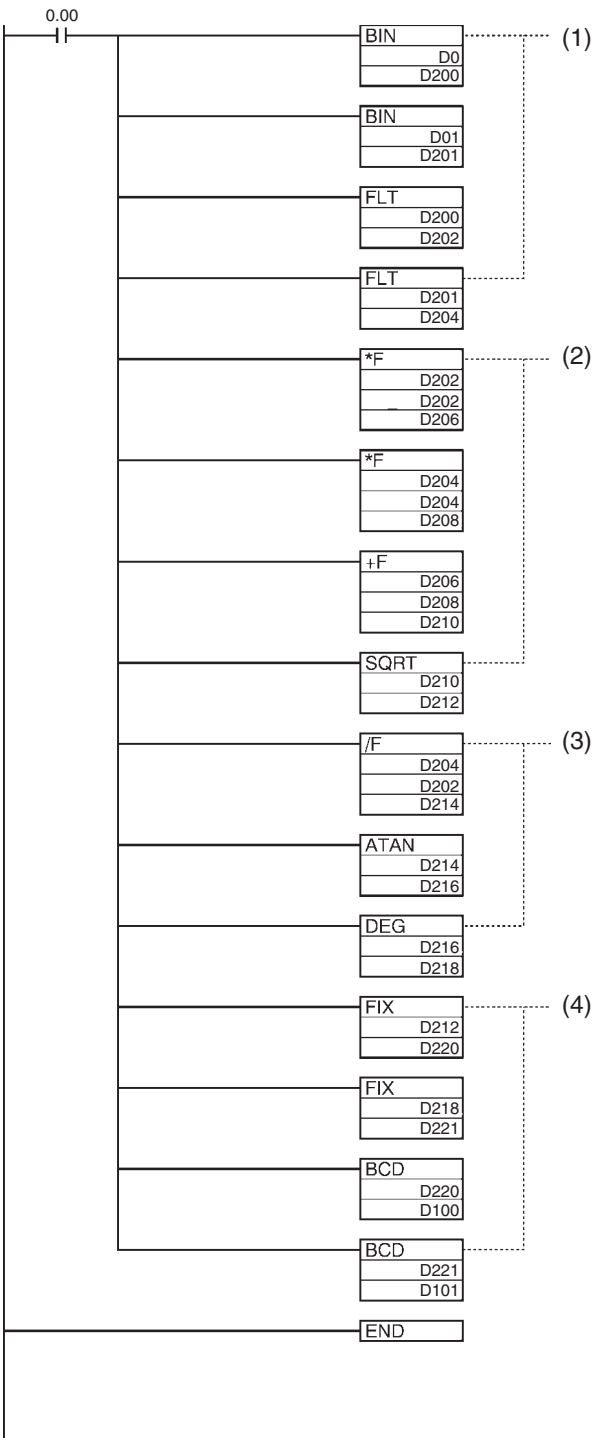 0.00
BIN
(1)
D0
D200
BIN
D01
D201
FLT
D200
D202
FLT
D201
D204
*F
(2)
D202
_ D202
D206
*F
D204
D204
D208
+F
D206
D208
D210
SQRT
D210
D212
/F
(3)
D204
D202
D214
ATAN
D214
D216
DEG
D216
D218
FIX
(4)
D212
D220
FIX
D218
D221
BCD
D220
D100
BCD
D221
D101
END